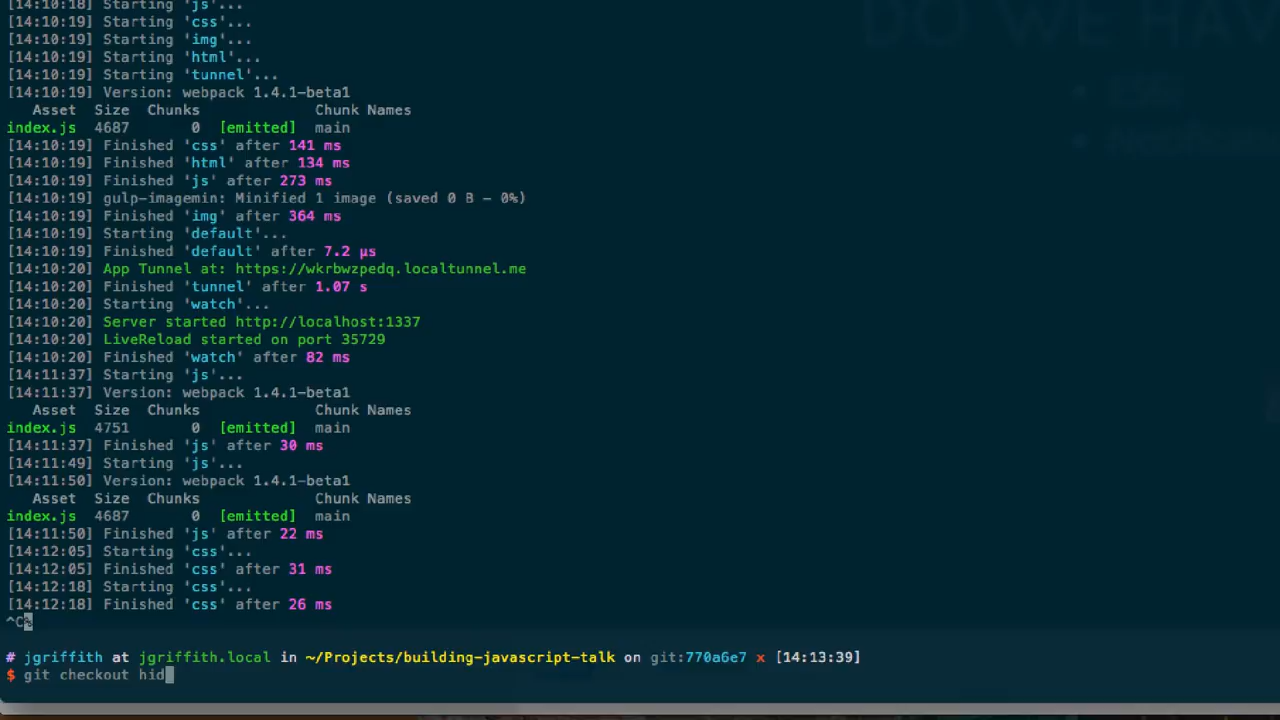 [14:10:18] Starting 'js'...
[14:10:19] Starting 'css'...
[14:10:19] Starting 'img'...
[14:10:19] Starting 'html'...
[14:10:19] Starting 'tunnel'...
[14:10:19] Version: webpack 1.4.1-beta1
Asset Size Chunks Chunk Names
index.js 4687 0 [emitted] main
[14:10:19] Finished 'css' after 141 ms
[14:10:19] Finished 'html' after 134 ms
[14:10:19] Finished 'js' after 273 ms
[14:10:19] gulp-imagemin: Minified 1 image (saved 0 B – 0%)
[14:10:19] Finished 'img' after 364 ms
[14:10:19] Starting 'default'...
[14:10:19] Finished 'default' after 7.2 μs
[14:10:20] App Tunnel at: https://wkrbwzpedq.localtunnel.me
[14:10:20] Finished 'tunnel' after 1.07 s
[14:10:20] Starting 'watch'...
[14:10:20] Server started http://localhost:1337
[14:10:20] LiveReload started on port 35729
[14:10:20] Finished 'watch' after 82 ms
[14:11:37] Starting 'js'...
[14:11:37] Version: webpack 1.4.1-beta1
Asset Size Chunks Chunk Names
index.js 4751 0 [emitted] main
[14:11:37] Finished 'js' after 30 ms
[14:11:49] Starting 'js'...
[14:11:50] Version: webpack 1.4.1-beta1
Asset Size Chunks Chunk Names
index.js 4687 0 [emitted] main
[14:11:50] Finished 'js' after 22 ms
[14:12:05] Starting 'css'...
[14:12:05] Finished 'css' after 31 ms
[14:12:18] Starting 'css'...
[14:12:18] Finished 'css' after 26 ms
^C%
# jgriffith at jgriffith.local in ~/Projects/building-javascript-talk on git:770a6e7 x [14:13:39]
$ git checkout hid
DO WE HAV